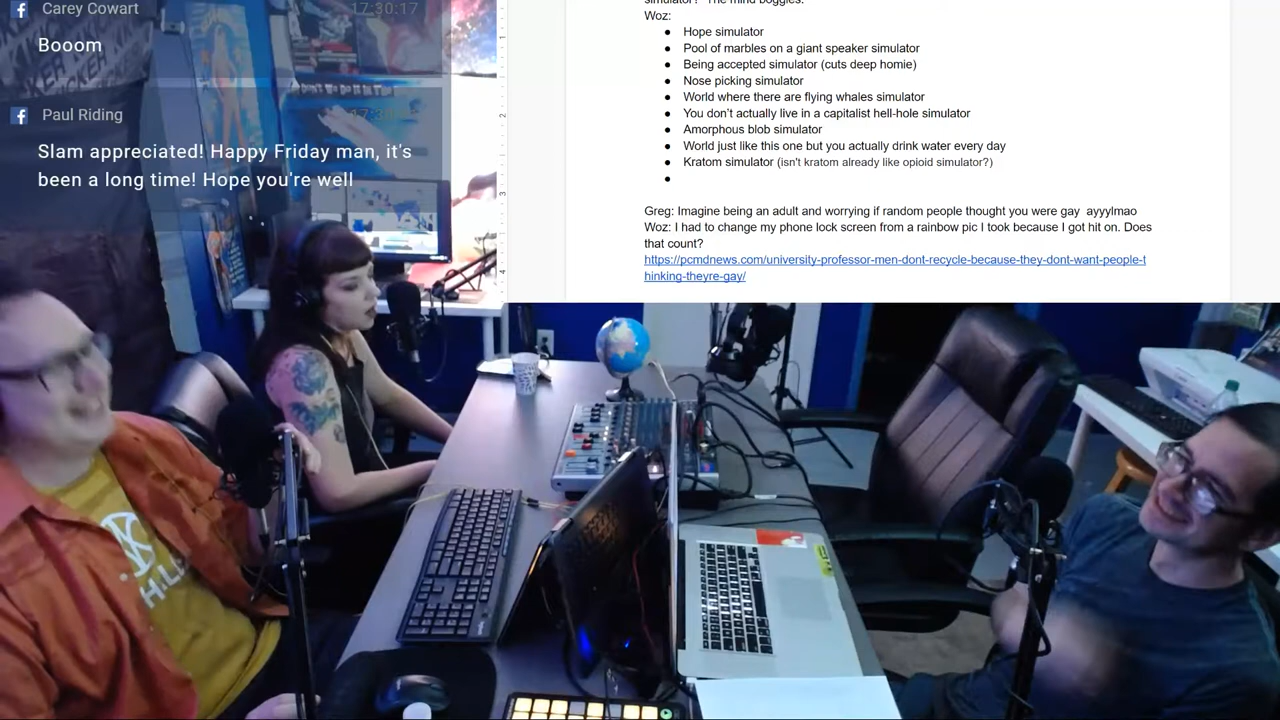 Carey Cowart
17:30:17
Booom
Paul Riding
Slam appreciated! Happy Friday man, it's
been a long time! Hope you're well
Woz:
Hope simulator
Pool of marbles on a giant speaker simulator
Being accepted simulator (cuts deep homie)
Nose picking simulator
World where there are flying whales simulator
You don't actually live in a capitalist hell-hole simulator
Amorphous blob simulator
World just like this one but you actually drink water every day
Kratom simulator (isn't kratom already like opioid simulator?)
Greg: Imagine being an adult and worrying if random people thought you were gay ayyylmao
Woz: I had to change my phone lock screen from a rainbow pic I took because I got hit on. Does
that count?
https://pcmdnews.com/university-professor-men-dont-recycle-because-they-dont-want-people-t
hinking-theyre-gay/